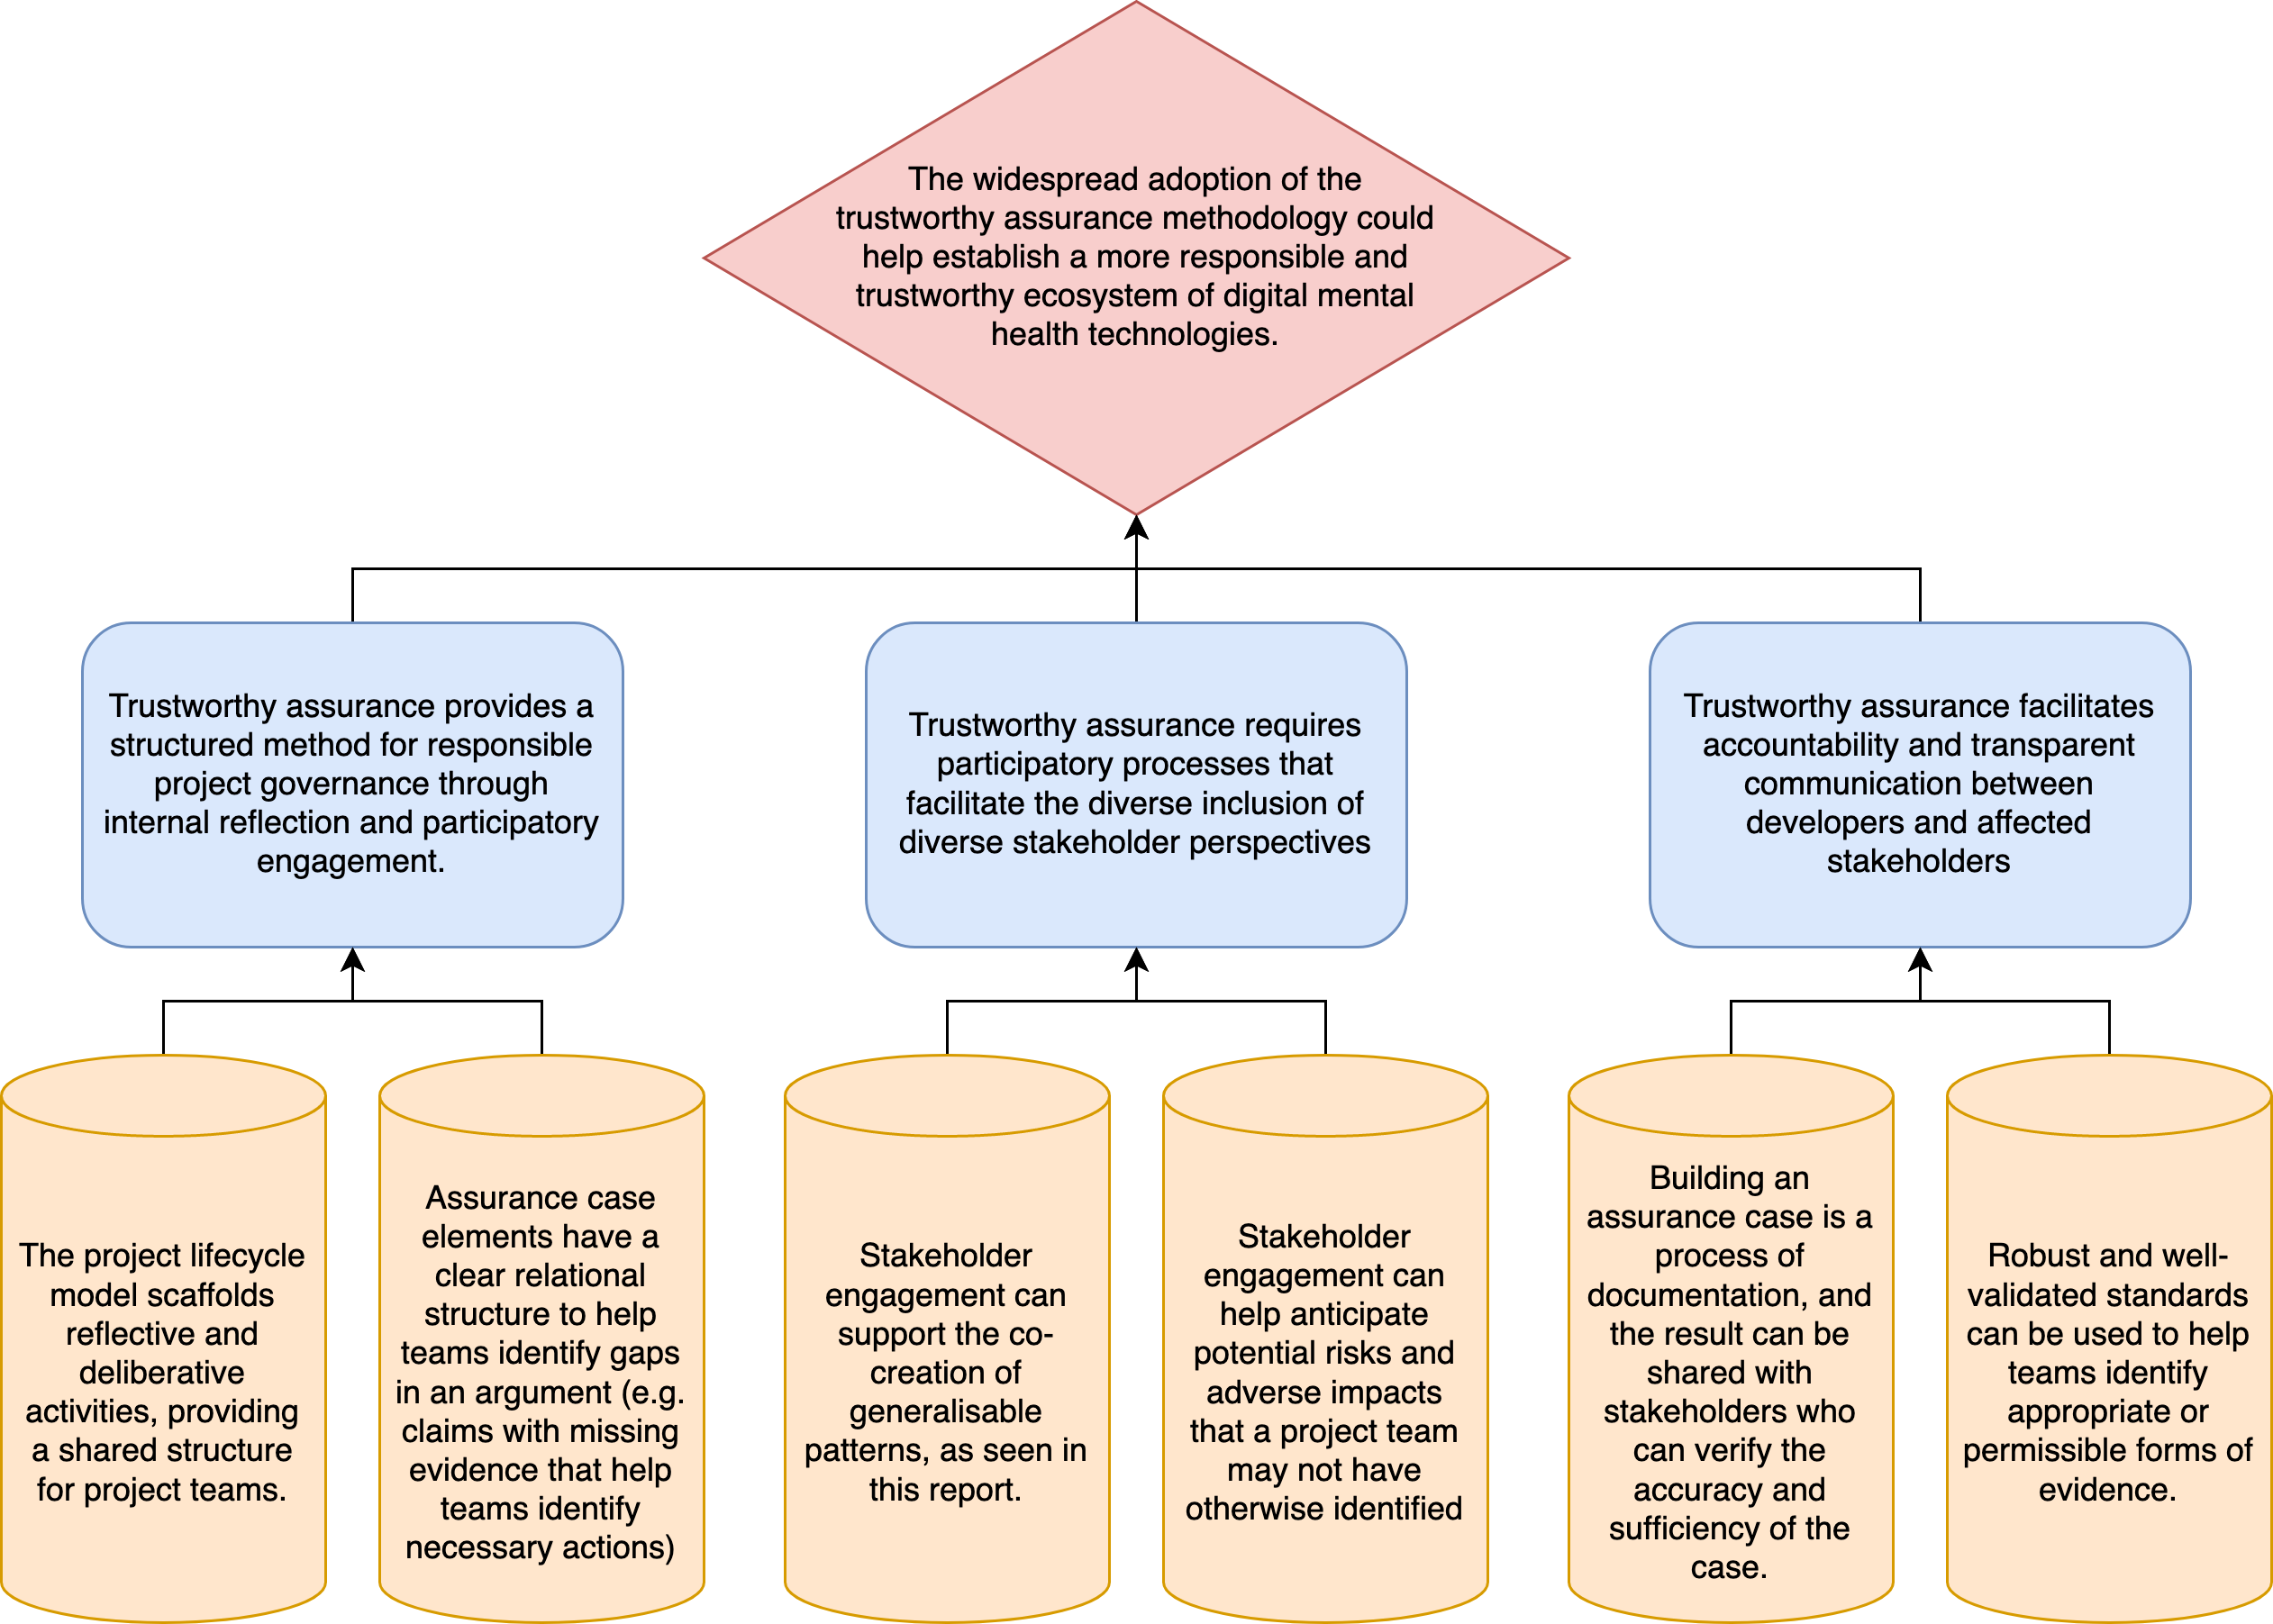 The widespread adoption of the
trustworthy assurance methodology could
help establish a more responsible and
trustworthy ecosystem of digital mental
health technologies.
Trustworthy assurance provides a
structured method for responsible
project governance through
internal reflection and participatory
engagement.
Trustworthy assurance requires
participatory processes that
facilitate the diverse inclusion of
diverse stakeholder perspectives
Trustworthy assurance facilitates
accountability and transparent
communication between
developers and affected
stakeholders
The project lifecycle
model scaffolds
reflective and
deliberative
activities, providing
a shared structure
for project teams.
Assurance case
elements have a
clear relational
structure to help
teams identify gaps
in an argument (e.g.
claims with missing
evidence that help
teams identify
necessary actions)
Stakeholder
engagement can
support the co-
creation of
generalisable
patterns, as seen in
this report.
Stakeholder
engagement can
help anticipate
potential risks and
adverse impacts
that a project team
may not have
otherwise identified
Building an
assurance case is a
process of
documentation, and
the result can be
shared with
stakeholders who
can verify the
accuracy and
sufficiency of the
case.
Robust and well-
validated standards
can be used to help
teams identify
appropriate or
permissible forms of
evidence.